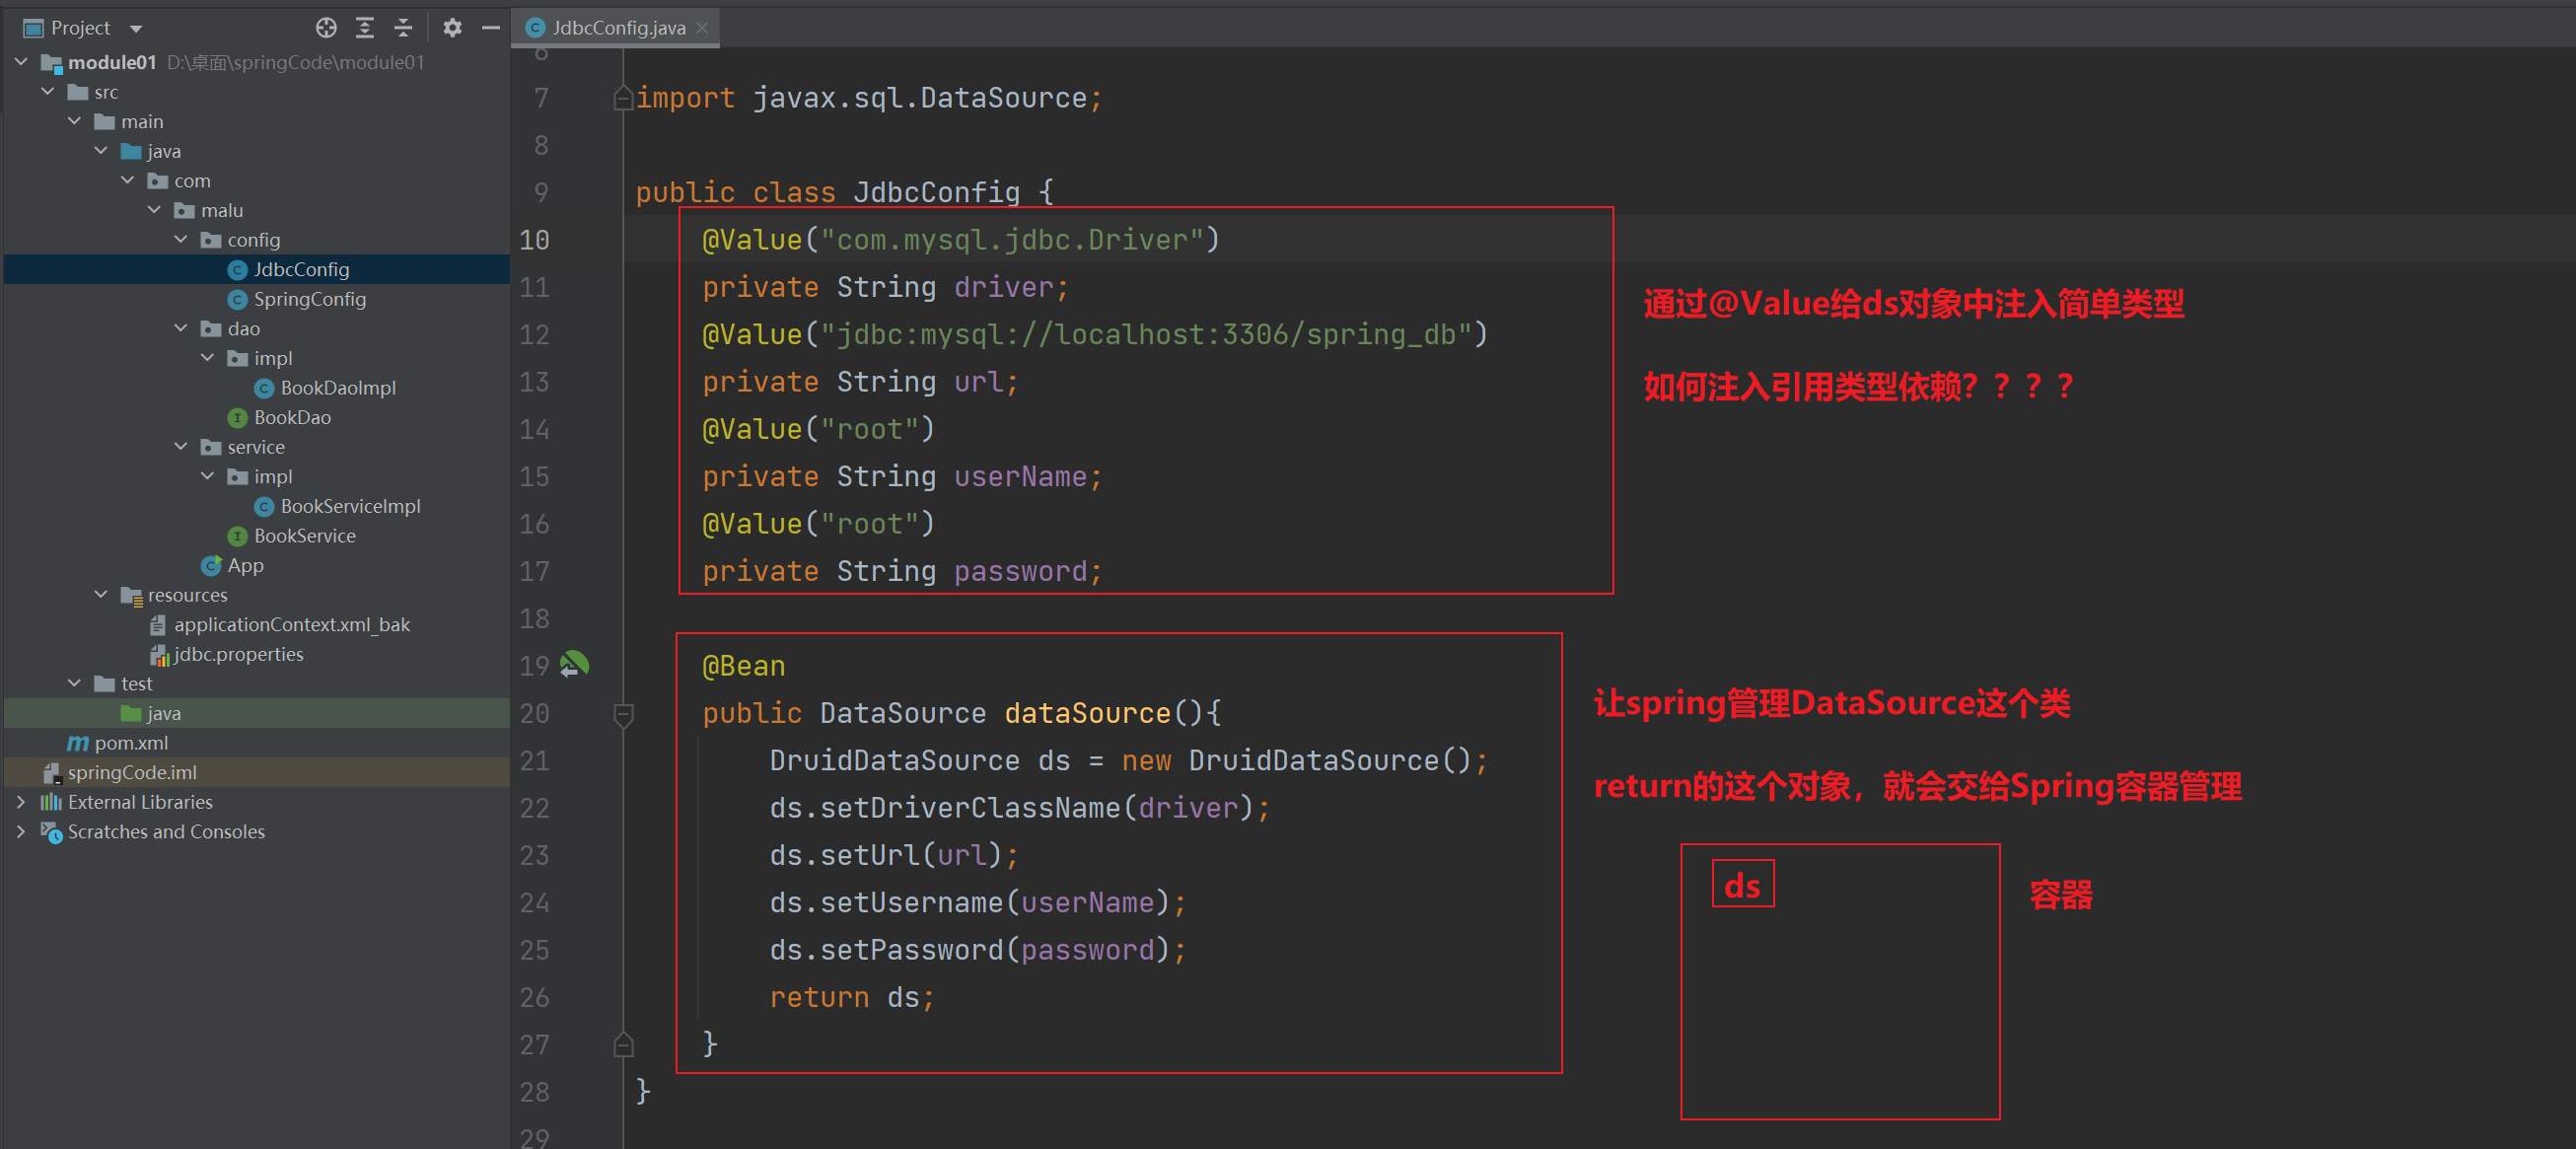 Project
module01 D:\桌面\springCode\module01
src
main
java
com
malu
config
JdbcConfig
SpringConfig
dao
impl
BookDaoImpl
BookDao
service
impl
BookServiceImpl
BookService
App
resources
applicationContext.xml_bak
jdbc.properties
test
java
pom.xml
springCode.iml
External Libraries
Scratches and Consoles
JdbcConfig.java
6
7 import javax.sql.DataSource;
8
9 public class JdbcConfig {
10 @Value("com.mysql.jdbc.Driver")
11 private String driver;
12 @Value("jdbc:mysql://localhost:3306/spring_db")
13 private String url;
14 @Value("root")
15 private String userName;
16 @Value("root")
17 private String password;
18
19 @Bean
20 public DataSource dataSource(){
21 DruidDataSource ds = new DruidDataSource();
22 ds.setDriverClassName(driver);
23 ds.setUrl(url);
24 ds.setUsername(userName);
25 ds.setPassword(password);
26 return ds;
27 }
28 }
29
通过@Value给ds对象中注入简单类型
如何注入引用类型依赖？？？？
让spring管理DataSource这个类
return的这个对象，就会交给Spring容器管理
ds
容器